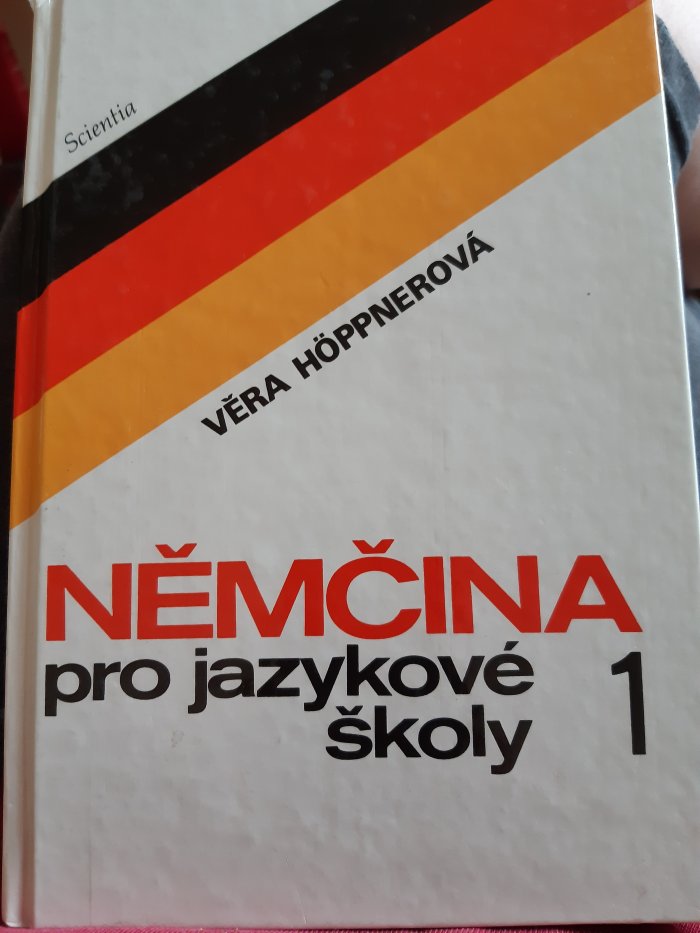 Scientia
VĚRA HÖPPNEROVÁ
NĚMČINA
pro jazykové
školy 1